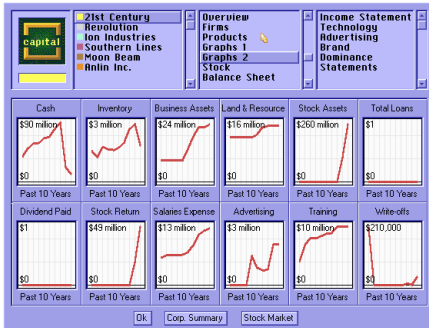 capital
21st Century
Revolution
Ion Industries
Southern Lines
Moon Beam
Anlin Inc.
Overview
Firms
Products
Graphs 1
Graphs 2
Stock
Balance Sheet
Income Statement
Technology
Advertising
Brand
Dominance
Statements
Cash Inventory Business Assets Land & Resource Stock Assets Total Loans
$90 million $3 million $24 million $16 million $260 million $1
$0 $0 $0 $0 $0 $0
Past 10 Years Past 10 Years Past 10 Years Past 10 Years Past 10 Years Past 10 Years
Dividend Paid Stock Return Salaries Expense Advertising Training Write-offs
$1 $49 million $13 million $3 million $10 million $210,000
$0 $0 $0 $0 $0 $0
Past 10 Years Past 10 Years Past 10 Years Past 10 Years Past 10 Years Past 10 Years
Ok Corp. Summary Stock Market